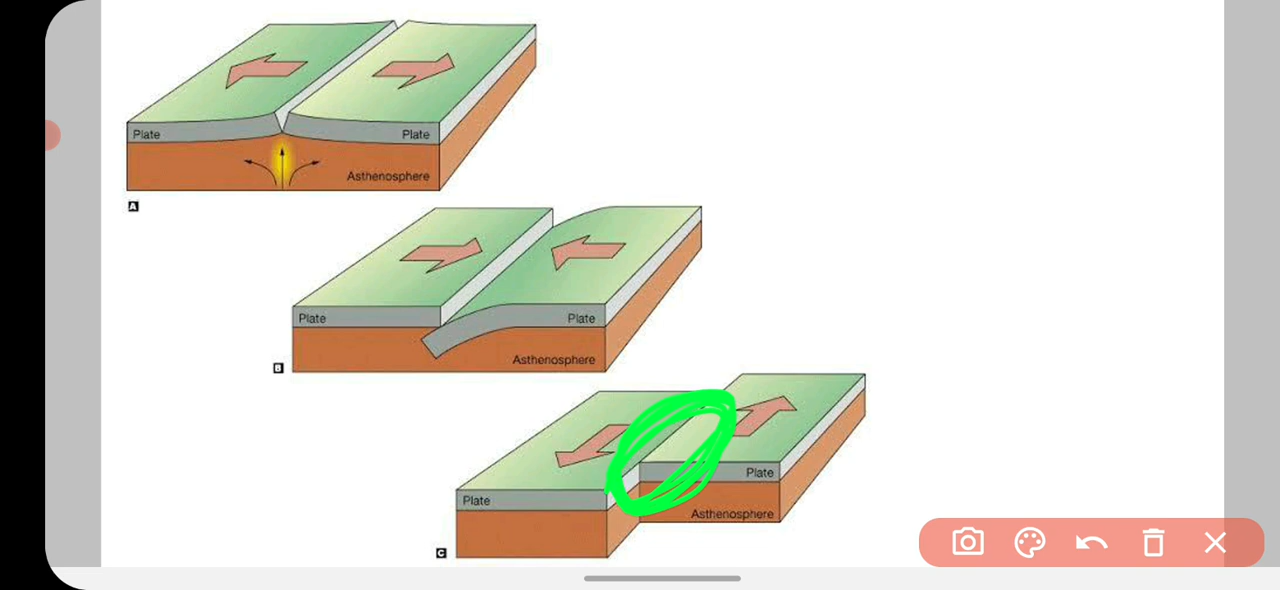 Plate Plate
Asthenosphere
A
Plate Plate
Asthenosphere
B
Plate
Plate
Asthenosphere
C